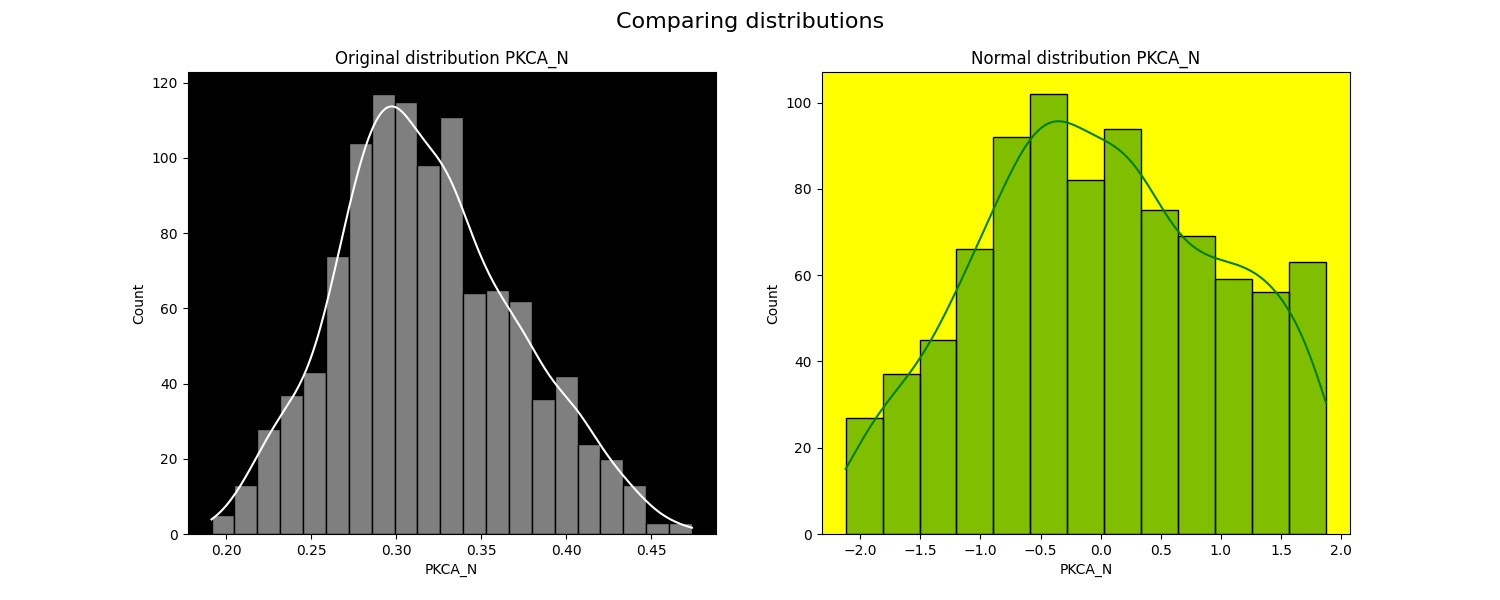 Comparing distributions
Original distribution PKCA_N
Count
120
100
80
60
40
20
0
0.20 0.25 0.30 0.35 0.40 0.45
PKCA_N
Normal distribution PKCA_N
Count
100
80
60
40
20
0
−2.0 −1.5 −1.0 −0.5 0.0 0.5 1.0 1.5 2.0
PKCA_N